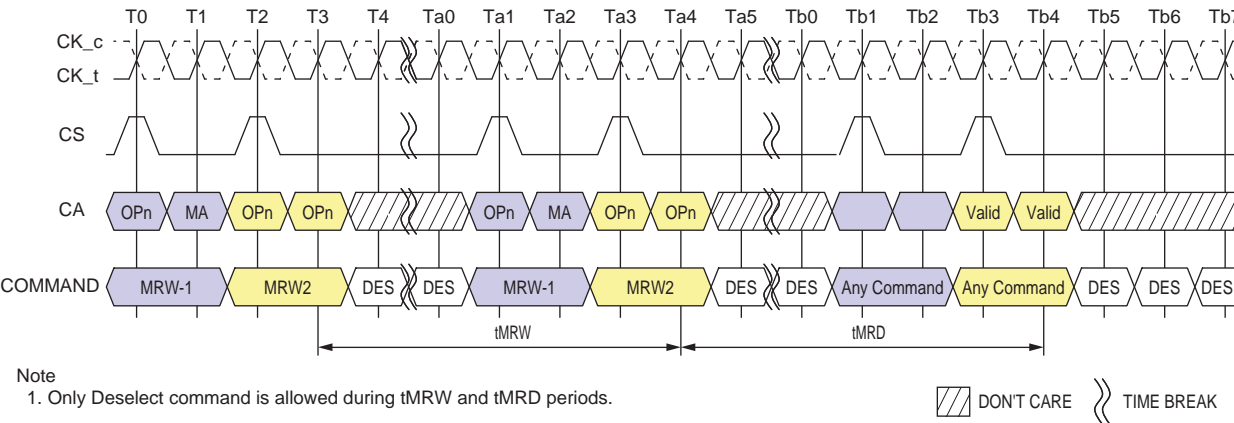 T0 T1 T2 T3 T4 Ta0 Ta1 Ta2 Ta3 Ta4 Ta5 Tb0 Tb1 Tb2 Tb3 Tb4 Tb5 Tb6 Tb7
CK_c
CK_t
CS
CA OPn MA OPn OPn OPn MA OPn OPn Valid Valid
COMMAND MRW-1 MRW2 DES DES MRW-1 MRW2 DES DES Any Command Any Command DES DES DES
tMRW tMRD
Note
1. Only Deselect command is allowed during tMRW and tMRD periods.
DON'T CARE TIME BREAK